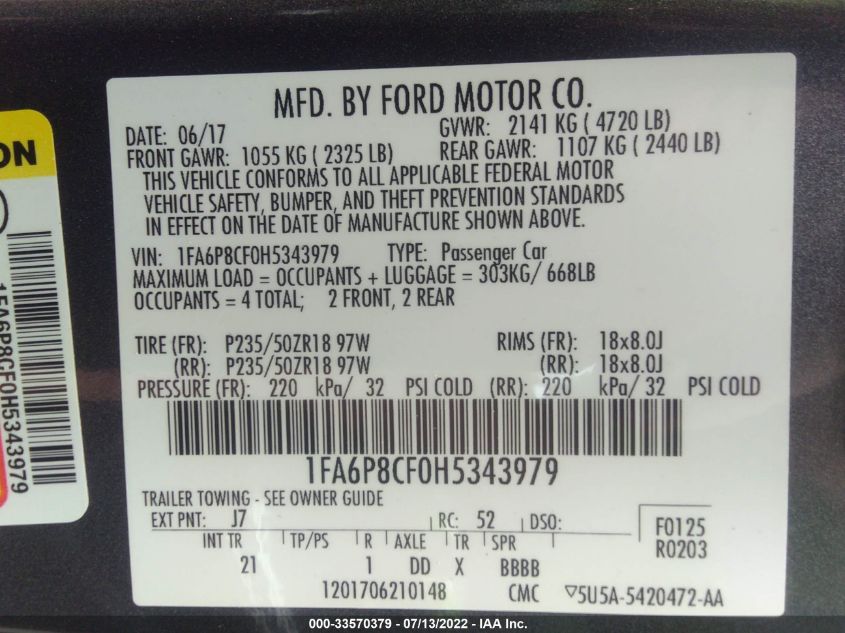 MFD. BY FORD MOTOR CO.
DATE: 06/17 GVWR: 2141 KG ( 4720 LB)
FRONT GAWR: 1055 KG ( 2325 LB) REAR GAWR: 1107 KG ( 2440 LB)
THIS VEHICLE CONFORMS TO ALL APPLICABLE FEDERAL MOTOR
VEHICLE SAFETY, BUMPER, AND THEFT PREVENTION STANDARDS
IN EFFECT ON THE DATE OF MANUFACTURE SHOWN ABOVE.
VIN: 1FA6P8CF0H5343979 TYPE: Passenger Car
MAXIMUM LOAD = OCCUPANTS + LUGGAGE = 303KG/ 668LB
OCCUPANTS = 4 TOTAL; 2 FRONT, 2 REAR
TIRE (FR): P235/50ZR18 97W RIMS (FR): 18x8.0J
(RR): P235/50ZR18 97W (RR): 18x8.0J
PRESSURE (FR): 220 kPa/ 32 PSI COLD (RR): 220 kPa/ 32 PSI COLD
1FA6P8CF0H5343979
TRAILER TOWING - SEE OWNER GUIDE
EXT PNT: J7 RC: 52 DSO: F0125
INT TR TP/PS R AXLE TR SPR R0203
21 1 DD X BBBB
1201706210148 CMC 5U5A-5420472-AA
ON
1FA6P8CF0H5343979
000-33570379 - 07/13/2022 - IAA Inc.